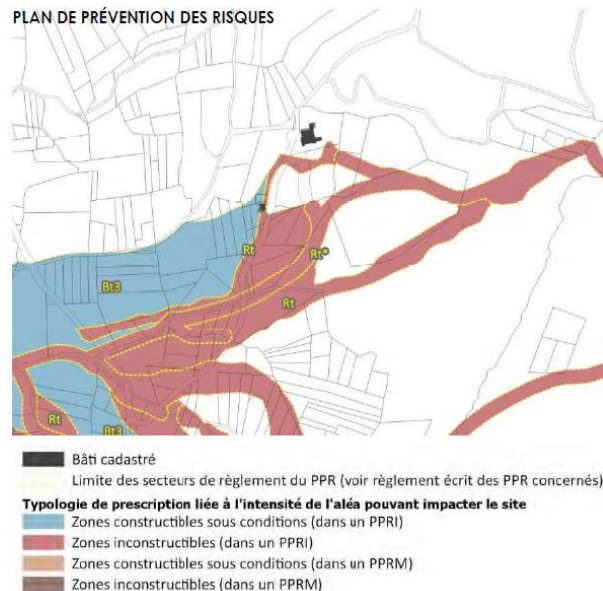 PLAN DE PRÉVENTION DES RISQUES
Rt
Rt*
Bt3
Rt
Rt
Bt3
Bâti cadastré
Limite des secteurs de règlement du PPR (voir règlement écrit des PPR concernés)
Typologie de prescription liée à l'intensité de l'aléa pouvant impacter le site
Zones constructibles sous conditions (dans un PPRI)
Zones inconstructibles (dans un PPRI)
Zones constructibles sous conditions (dans un PPRM)
Zones inconstructibles (dans un PPRM)